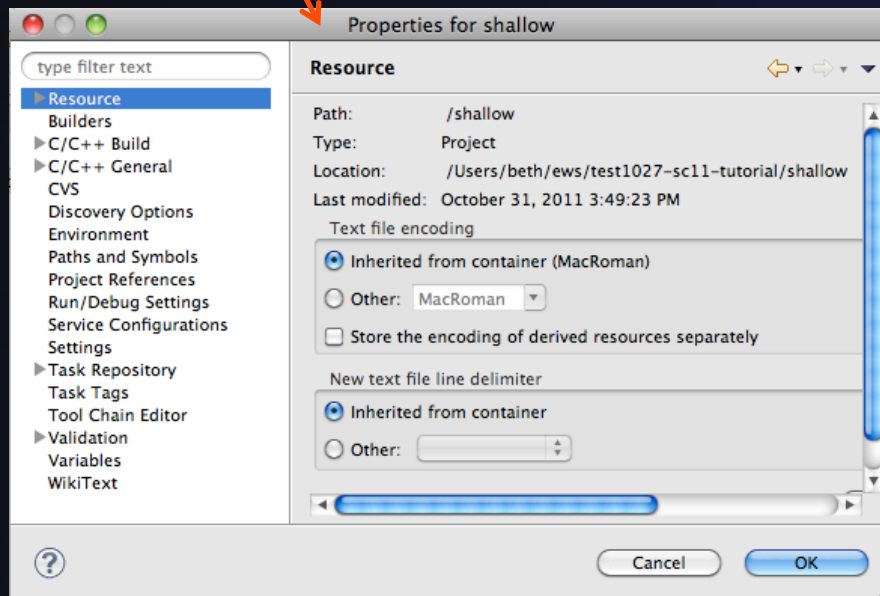 Properties for shallow
type filter text
Resource
Builders
C/C++ Build
C/C++ General
CVS
Discovery Options
Environment
Paths and Symbols
Project References
Run/Debug Settings
Service Configurations
Settings
Task Repository
Task Tags
Tool Chain Editor
Validation
Variables
WikiText
Resource
Path: /shallow
Type: Project
Location: /Users/beth/ews/test1027-sc11-tutorial/shallow
Last modified: October 31, 2011 3:49:23 PM
Text file encoding
Inherited from container (MacRoman)
Other: MacRoman
Store the encoding of derived resources separately
New text file line delimiter
Inherited from container
Other:
?
Cancel OK